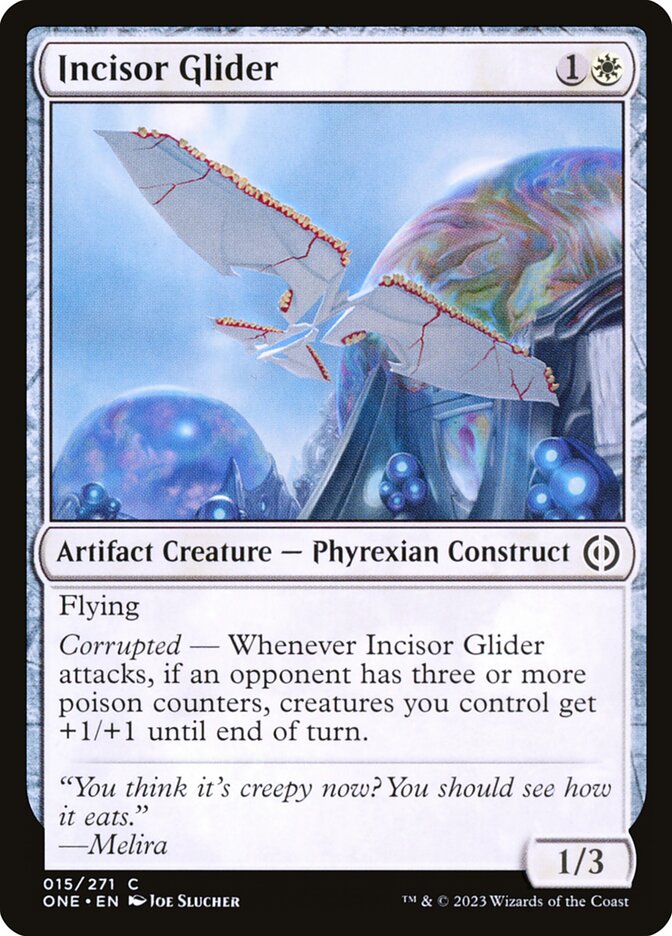 Incisor Glider 1
Artifact Creature — Phyrexian Construct
Flying
Corrupted — Whenever Incisor Glider
attacks, if an opponent has three or more
poison counters, creatures you control get
+1/+1 until end of turn.
“You think it’s creepy now? You should see how
it eats.”
—Melira
1/3
015/271 C
ONE • EN Joe Slucher
™ & © 2023 Wizards of the Coast